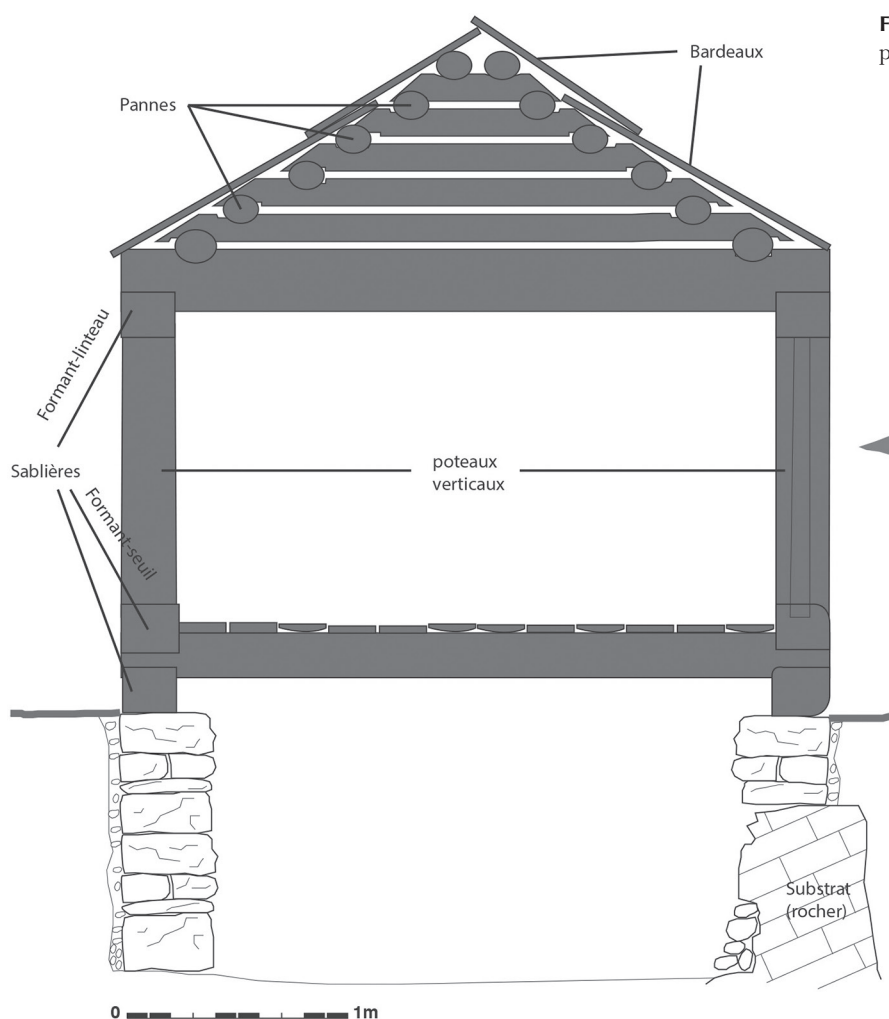 F
p
Bardeaux
Pannes
Formant-linteau
Sablières
Formant-seuil
poteaux
verticaux
Substrat
(rocher)
0 1m